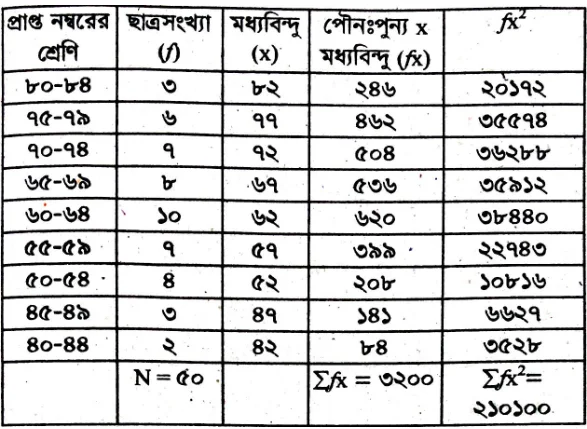 প্রাপ্ত নম্বরের শ্রেণি | ছাত্রসংখ্যা (f) | মধ্যবিন্দু (x) | পৌনঃপুন্য x মধ্যবিন্দু (fx) | fx²
৮০-৮৪ | ৩ | ৮২ | ২৪৬ | ২০১৭২
৭৫-৭৯ | ৬ | ৭৭ | ৪৬২ | ৩৫৫৭৪
৭০-৭৪ | ৭ | ৭২ | ৫০৪ | ৩৬২৮৮
৬৫-৬৯ | ৮ | ৬৭ | ৫৩৬ | ৩৫৯১২
৬০-৬৪ | ১০ | ৬২ | ৬২০ | ৩৮৪৪০
৫৫-৫৯ | ৭ | ৫৭ | ৩৯৯ | ২২৭৪৩
৫০-৫৪ | ৪ | ৫২ | ২০৮ | ১০৮১৬
৪৫-৪৯ | ৩ | ৪৭ | ১৪১ | ৬৬২৭
৪০-৪৪ | ২ | ৪২ | ৮৪ | ৩৫২৮
N = ৫০ | ∑fx = ৩২০০ | ∑fx²= ২১০১০০